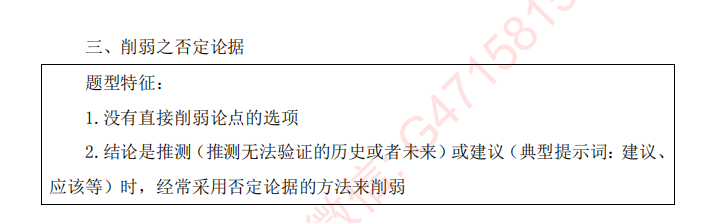 三、削弱之否定论据
题型特征：
1.没有直接削弱论点的选项
2.结论是推测（推测无法验证的历史或者未来）或建议（典型提示词：建议、
应该等）时，经常采用否定论据的方法来削弱
微信：G4715815